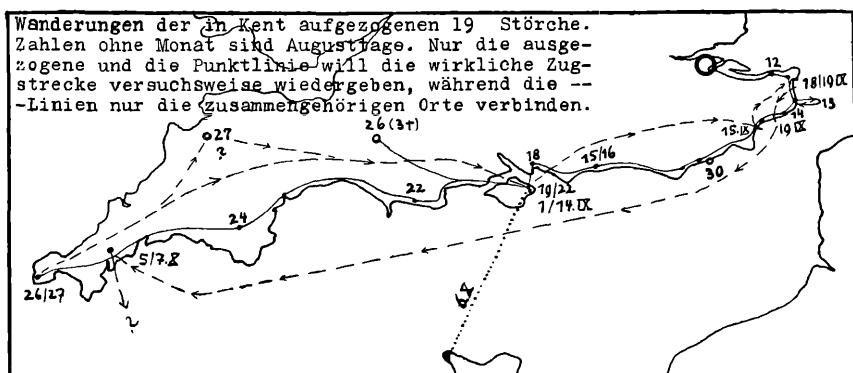 Wanderungen der in Kent aufgezogenen 19 Störche.
Zahlen ohne Monat sind Augusttage. Nur die ausge-
zogene und die Punktlinie will die wirkliche Zug-
strecke versuchsweise wiedergeben, während die --
-Linien nur die zusammengehörigen Orte verbinden.
12
18/19 IX
13
14
19 IX
15.IX
26 (3†)
27
?
18
15/16
30
19/22
1/14.IX
22
24
5/7.X
26/27
?